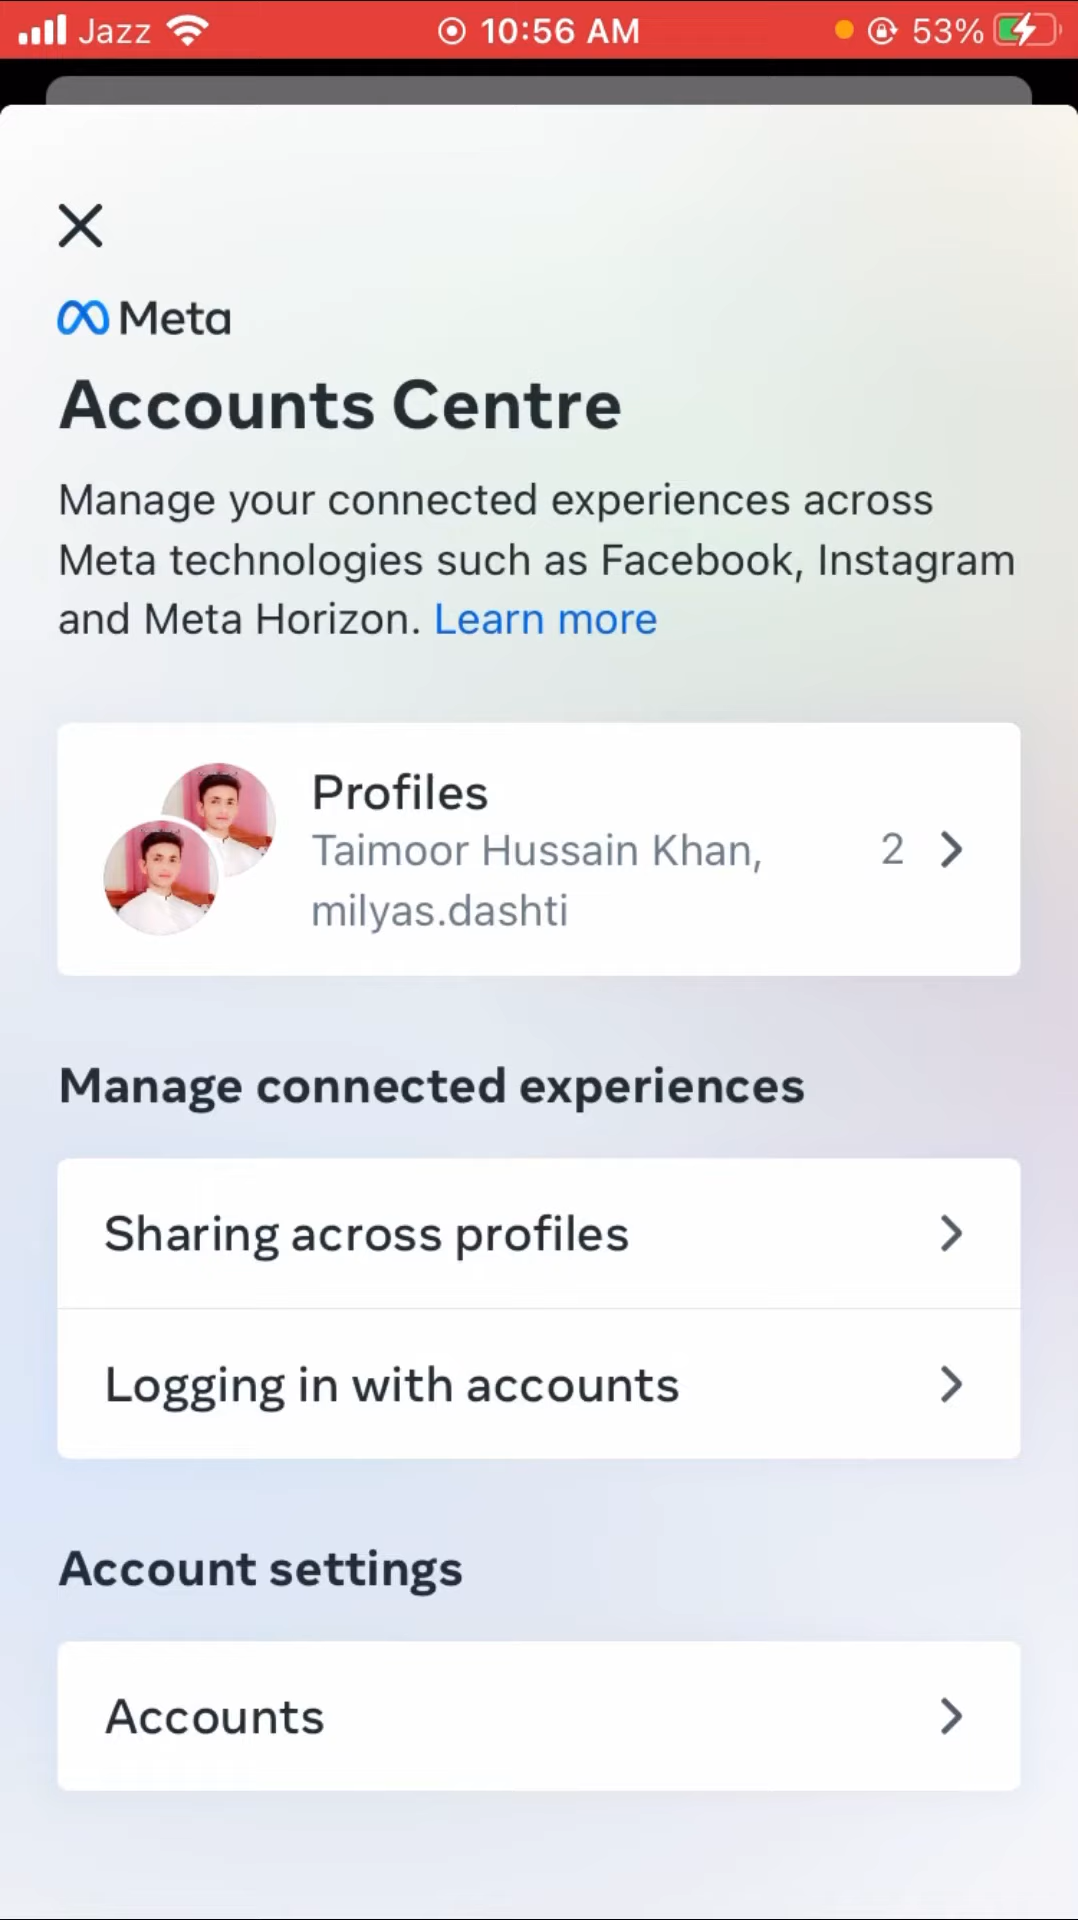 Jazz 10:56 AM 53%
Meta
Accounts Centre
Manage your connected experiences across
Meta technologies such as Facebook, Instagram
and Meta Horizon. Learn more
Profiles
Taimoor Hussain Khan,
milyas.dashti
2
Manage connected experiences
Sharing across profiles
Logging in with accounts
Account settings
Accounts